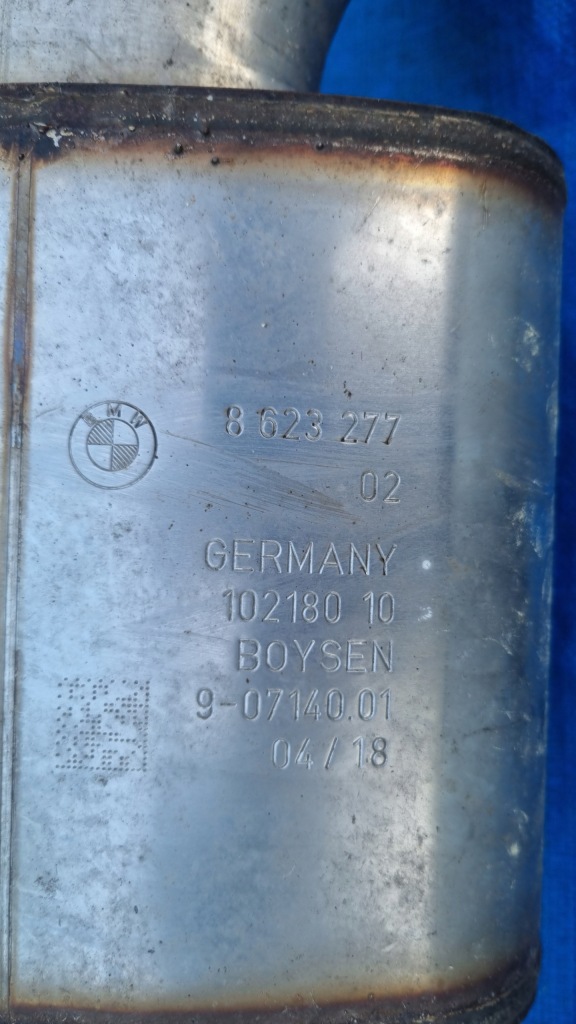 BMW
8 623 277
02
GERMANY
102180 10
BOYSEN
9-07140.01
04/18